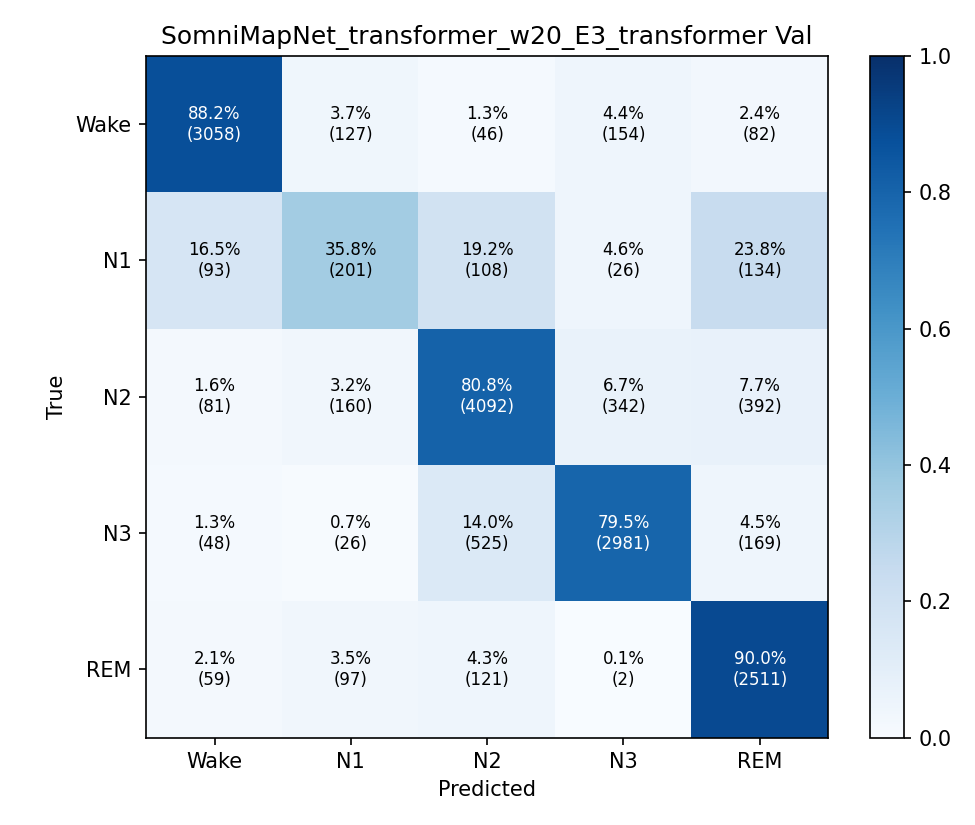 SomniMapNet_transformer_w20_E3_transformer Val
Wake
88.2% 3.7% 1.3% 4.4% 2.4%
(3058) (127) (46) (154) (82)
N1
16.5% 35.8% 19.2% 4.6% 23.8%
(93) (201) (108) (26) (134)
N2
1.6% 3.2% 80.8% 6.7% 7.7%
(81) (160) (4092) (342) (392)
N3
1.3% 0.7% 14.0% 79.5% 4.5%
(48) (26) (525) (2981) (169)
REM
2.1% 3.5% 4.3% 0.1% 90.0%
(59) (97) (121) (2) (2511)
True
Wake N1 N2 N3 REM
Predicted
1.0
0.8
0.6
0.4
0.2
0.0